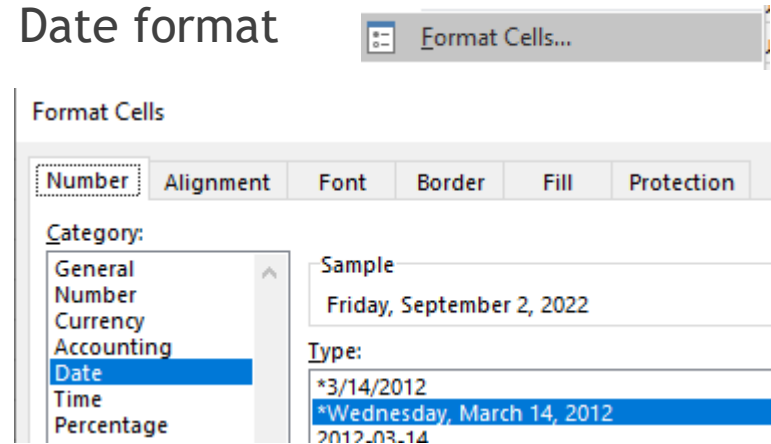 Date format
Format Cells...
Format Cells
Number Alignment Font Border Fill Protection
Category:
General
Number
Currency
Accounting
Date
Time
Percentage
Sample
Friday, September 2, 2022
Type:
*3/14/2012
*Wednesday, March 14, 2012
2012-03-14